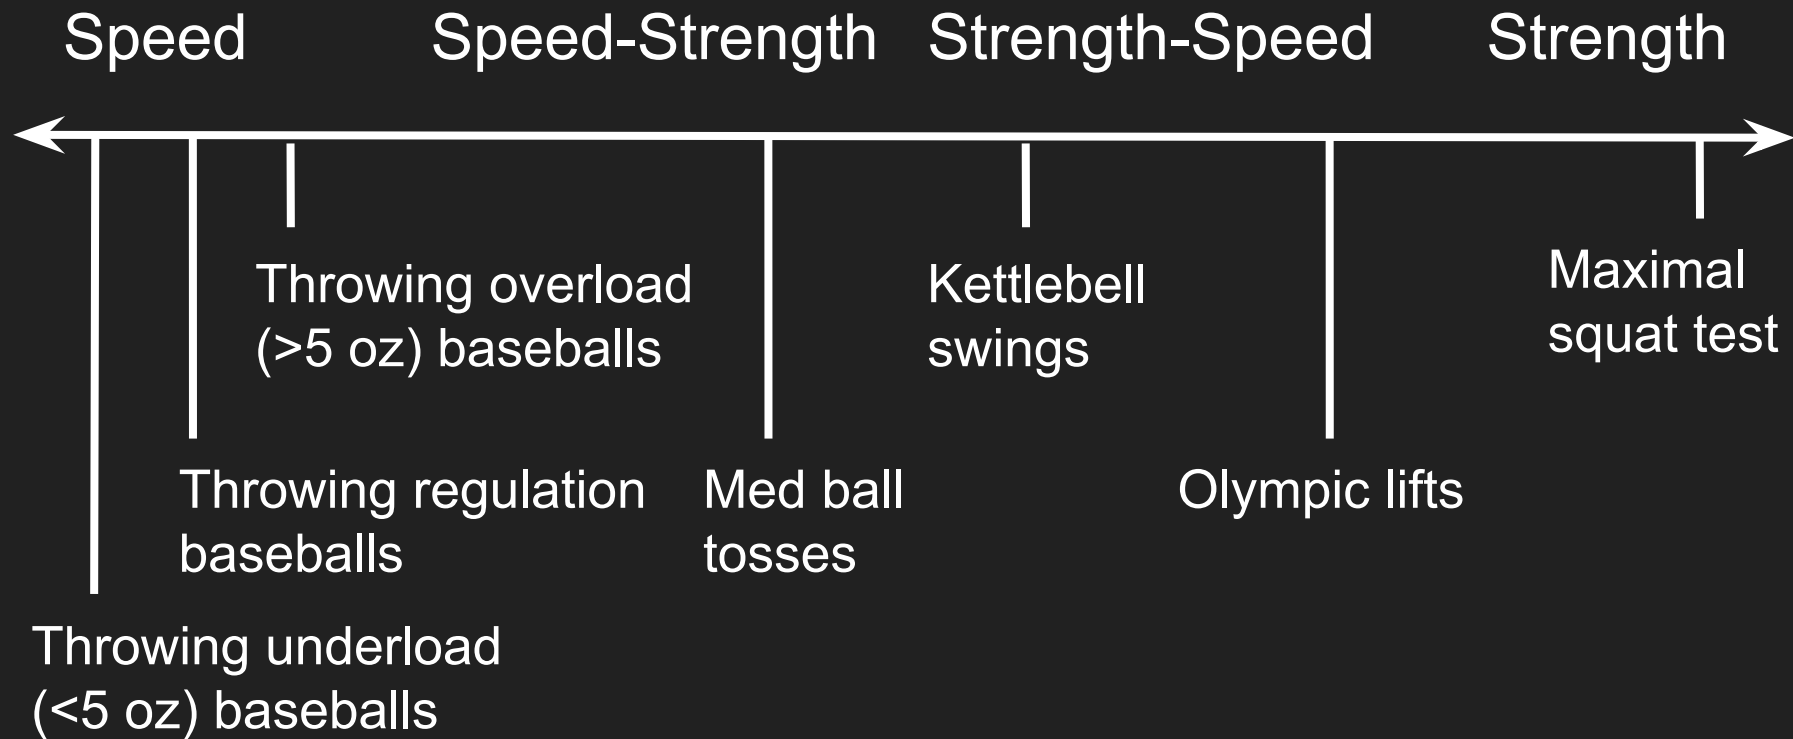 Speed
Speed-Strength
Strength-Speed
Strength
Throwing overload
(>5 oz) baseballs
Kettlebell
swings
Maximal
squat test
Throwing regulation
baseballs
Med ball
tosses
Olympic lifts
Throwing underload
(<5 oz) baseballs